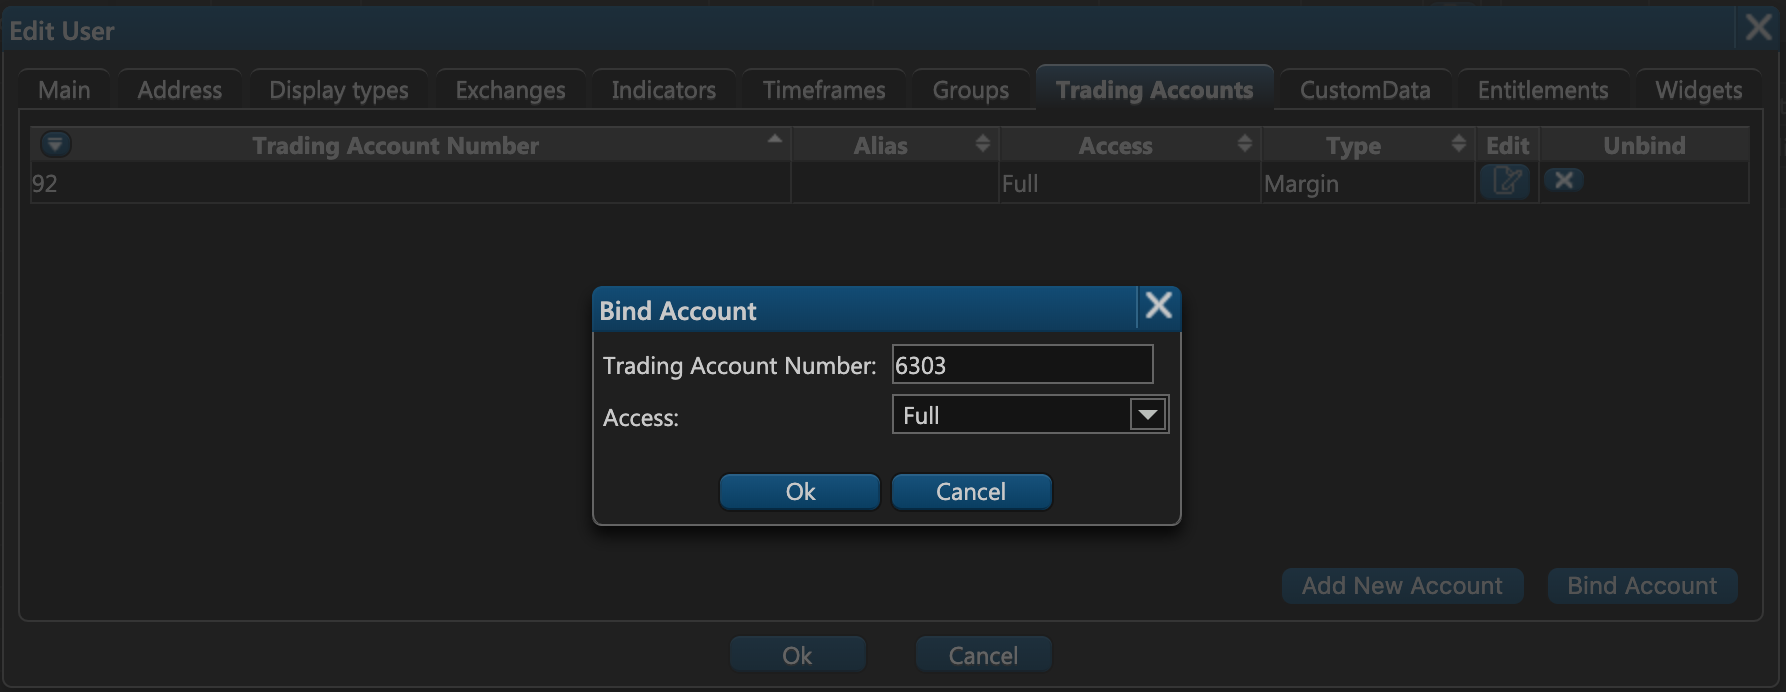 Edit User
Main Address Display types Exchanges Indicators Timeframes Groups Trading Accounts CustomData Entitlements Widgets
Trading Account Number Alias Access Type Edit Unbind
92 Full Margin
Bind Account
Trading Account Number: 6303
Access: Full
Ok Cancel
Add New Account Bind Account
Ok Cancel